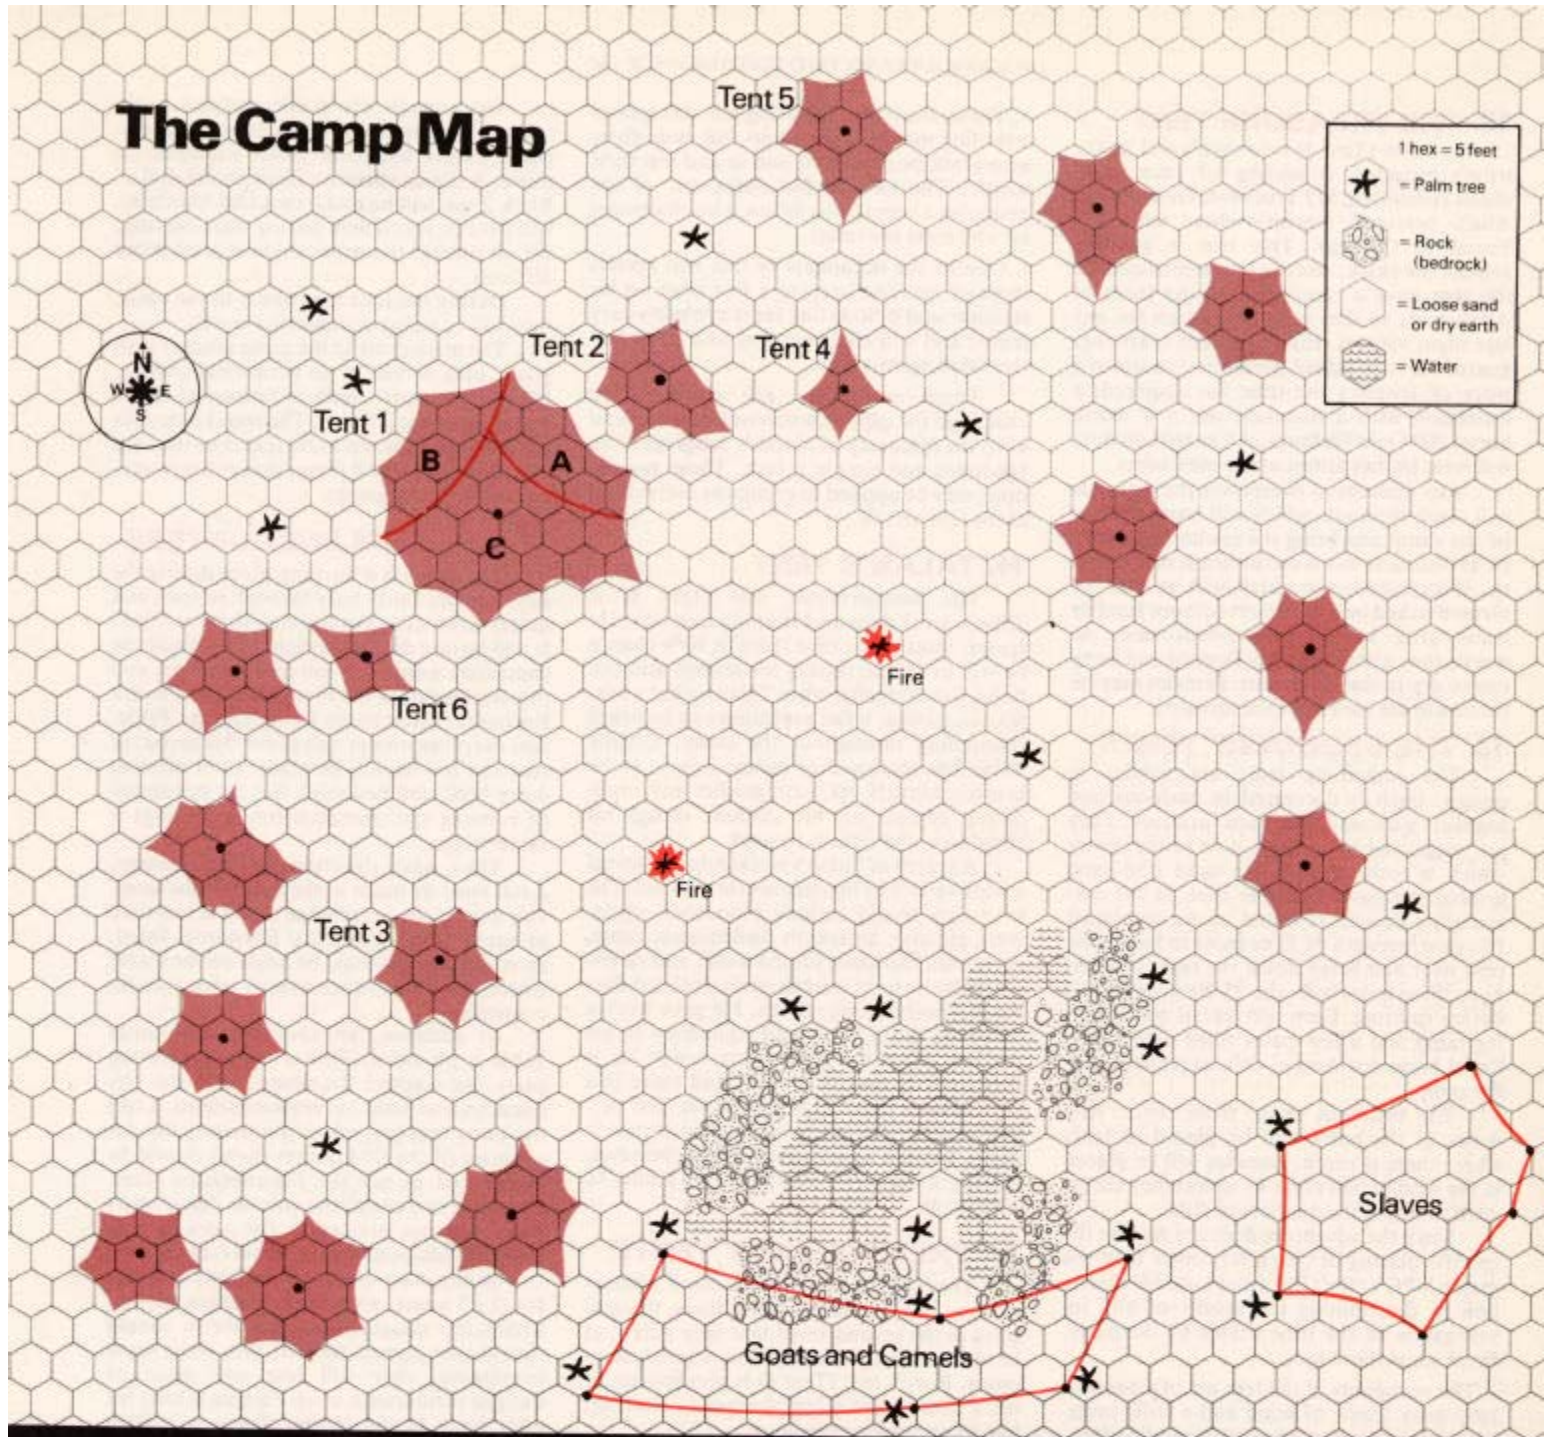 The Camp Map
Tent 5
1 hex = 5 feet
= Palm tree
= Rock
(bedrock)
= Loose sand
or dry earth
= Water
N
W E
S
Tent 2
Tent 4
Tent 1
B
A
C
Fire
Tent 6
Fire
Tent 3
Slaves
Goats and Camels